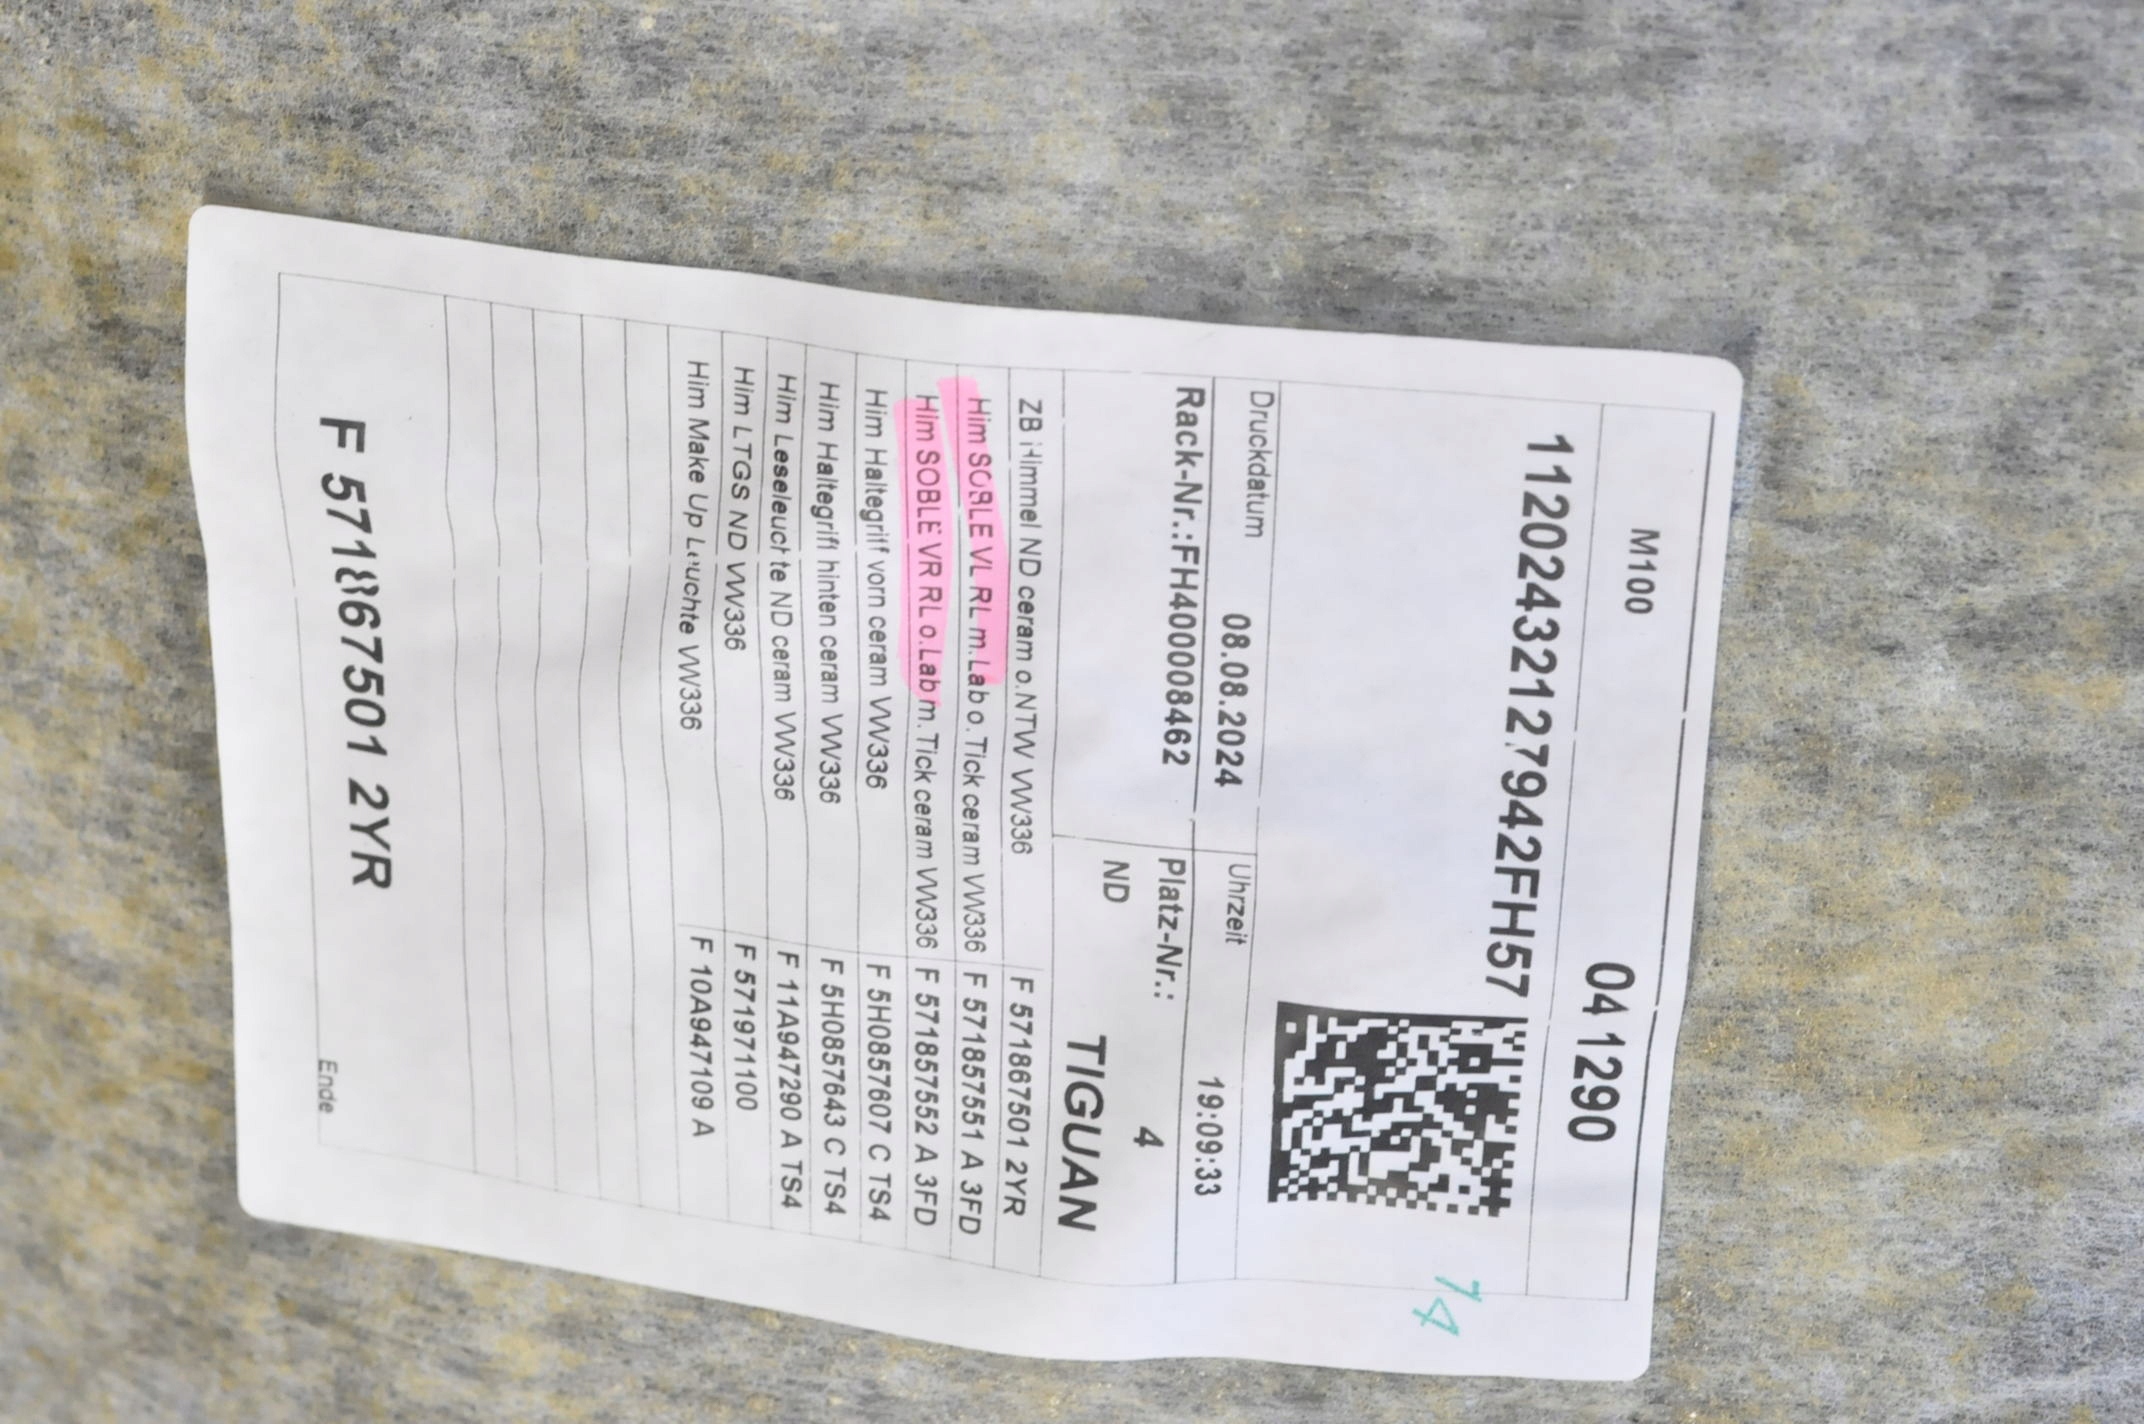 M100 04 1290
11202432127942FH57
Druckdatum 08.08.2024 Uhrzeit 19:09:33
Rack-Nr.:FH400008462 Platz-Nr.: 4
ND TIGUAN
ZB Himmel ND ceram o.NTW VW336 F 571867501 2YR
Him SOBLE VL RL m.Lab o.Tick ceram VW336 F 571857551 A 3FD
Him SOBLE VR RL o.Lab m.Tick ceram VW336 F 571857552 A 3FD
Him Haltegriff vorn ceram VW336 F 5H0857607 C TS4
Him Haltegriff hinten ceram VW336 F 5H0857643 C TS4
Him Leseleuchte ND ceram VW336 F 11A947290 A TS4
Him LTGS ND VW336 F 571971100
Him Make Up Leuchte VW336 F 10A947109 A
F 571867501 2YR
Ende